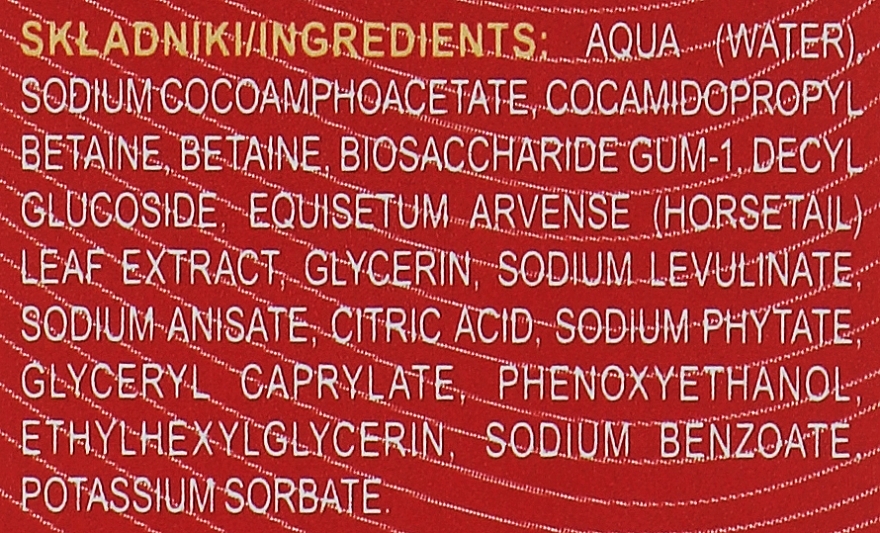 SKŁADNIKI/INGREDIENTS: AQUA (WATER),
SODIUM COCOAMPHOACETATE, COCAMIDOPROPYL
BETAINE, BETAINE, BIOSACCHARIDE GUM-1, DECYL
GLUCOSIDE, EQUISETUM ARVENSE (HORSETAIL)
LEAF EXTRACT, GLYCERIN, SODIUM LEVULINATE,
SODIUM ANISATE, CITRIC ACID, SODIUM PHYTATE,
GLYCERYL CAPRYLATE, PHENOXYETHANOL,
ETHYLHEXYLGLYCERIN, SODIUM BENZOATE,
POTASSIUM SORBATE.